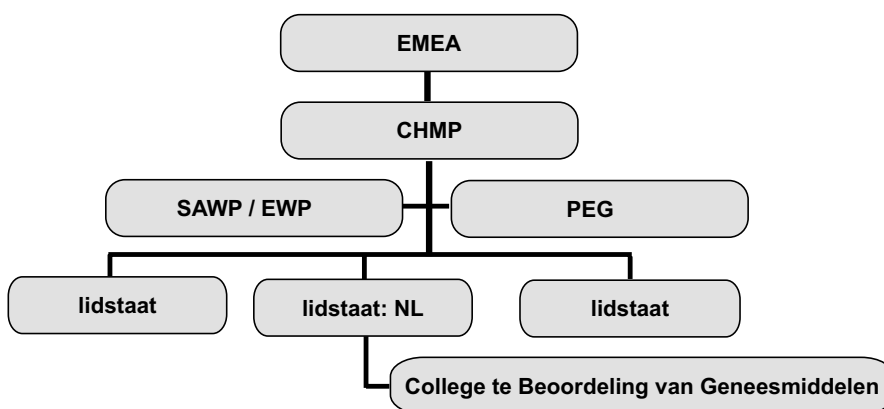 EMEA
CHMP
SAWP / EWP
PEG
lidstaat
lidstaat: NL
lidstaat
College te Beoordeling van Geneesmiddelen